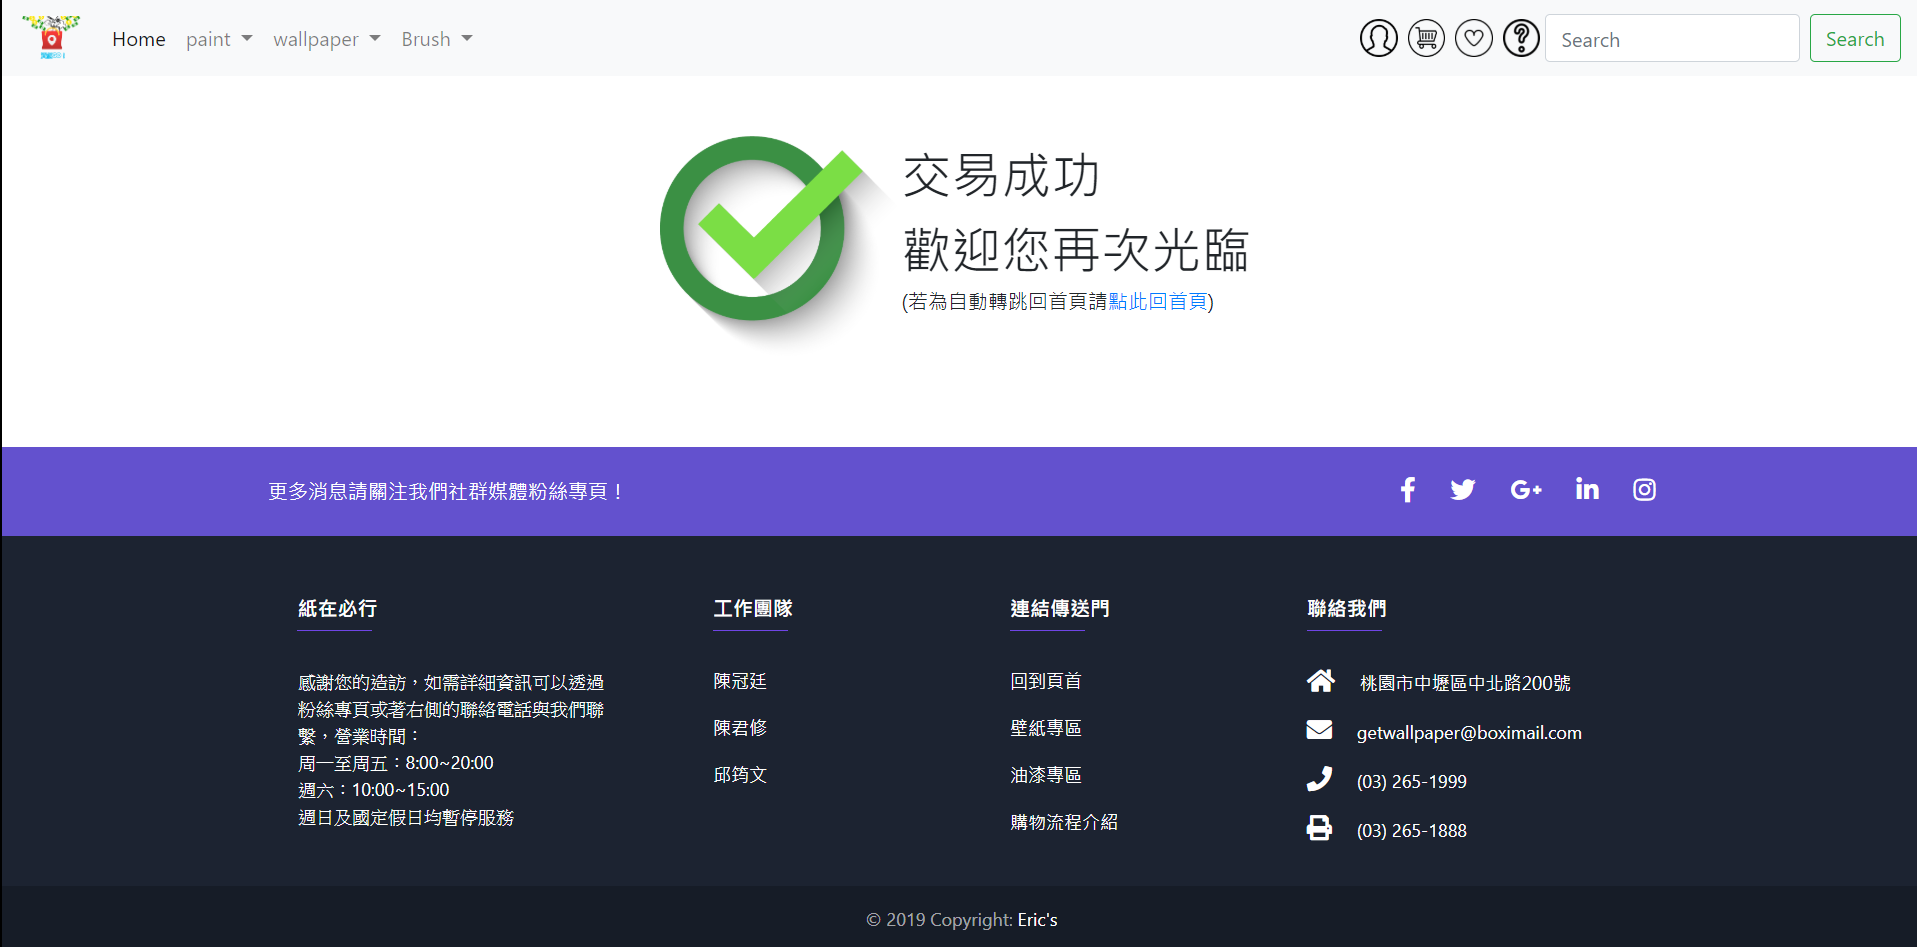 Home paint wallpaper Brush Search Search
交易成功
歡迎您再次光臨
(若為自動轉跳回首頁請點此回首頁)
更多消息請關注我們社群媒體粉絲專頁！
紙在必行
感謝您的造訪，如需詳細資訊可以透過
粉絲專頁或著右側的聯絡電話與我們聯
繫，營業時間：
周一至周五：8:00~20:00
週六：10:00~15:00
週日及國定假日均暫停服務
工作團隊
陳冠廷
陳君修
邱筠文
連結傳送門
回到頁首
壁紙專區
油漆專區
購物流程介紹
聯絡我們
桃園市中壢區中北路200號
getwallpaper@boximail.com
(03) 265-1999
(03) 265-1888
© 2019 Copyright: Eric's